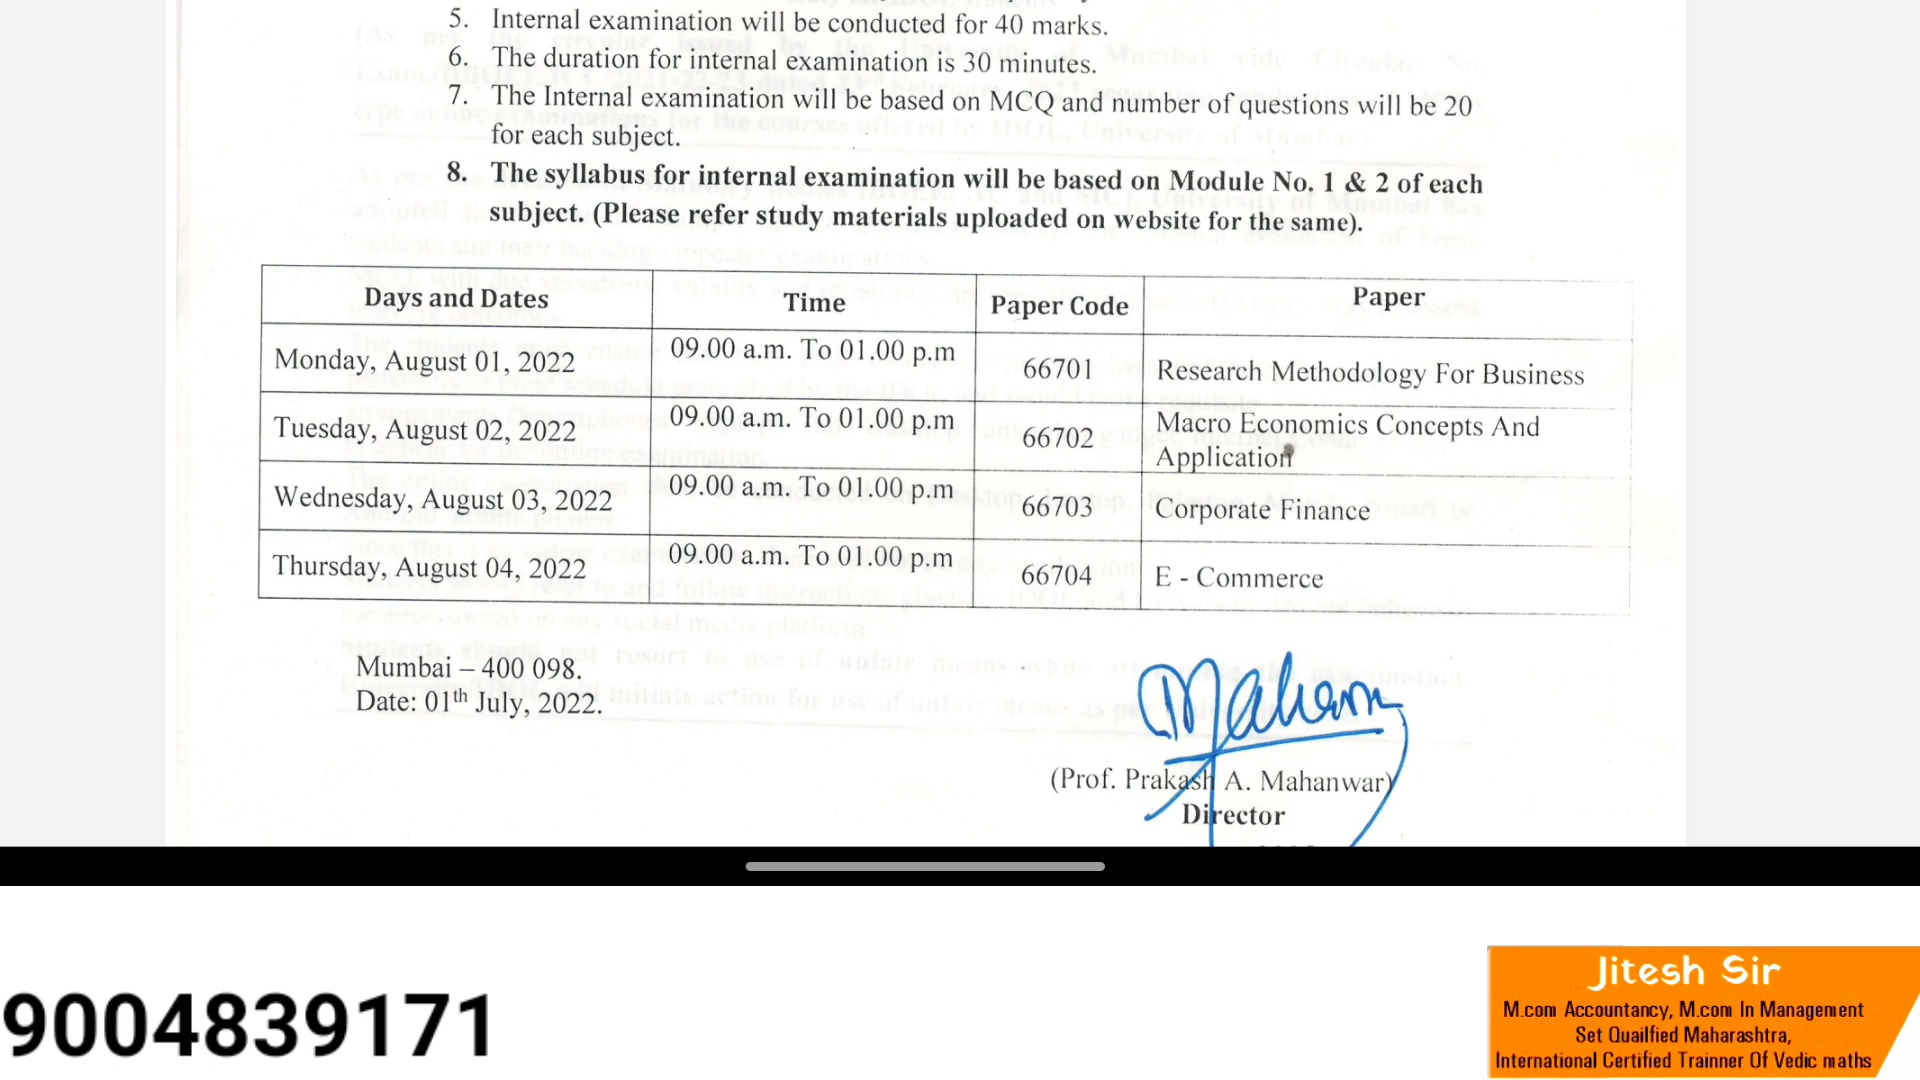 5. Internal examination will be conducted for 40 marks.
6. The duration for internal examination is 30 minutes.
7. The Internal examination will be based on MCQ and number of questions will be 20
for each subject.
8. The syllabus for internal examination will be based on Module No. 1 & 2 of each
subject. (Please refer study materials uploaded on website for the same).
Days and Dates Time Paper Code Paper
Monday, August 01, 2022 09.00 a.m. To 01.00 p.m 66701 Research Methodology For Business
Tuesday, August 02, 2022 09.00 a.m. To 01.00 p.m 66702 Macro Economics Concepts And
Application
Wednesday, August 03, 2022 09.00 a.m. To 01.00 p.m 66703 Corporate Finance
Thursday, August 04, 2022 09.00 a.m. To 01.00 p.m 66704 E - Commerce
Mumbai – 400 098.
Date: 01th July, 2022.
(Prof. Prakash A. Mahanwar)
Director
9004839171
Jitesh Sir
M.com Accountancy, M.com In Management
Set Quailfied Maharashtra,
International Certified Trainner Of Vedic maths